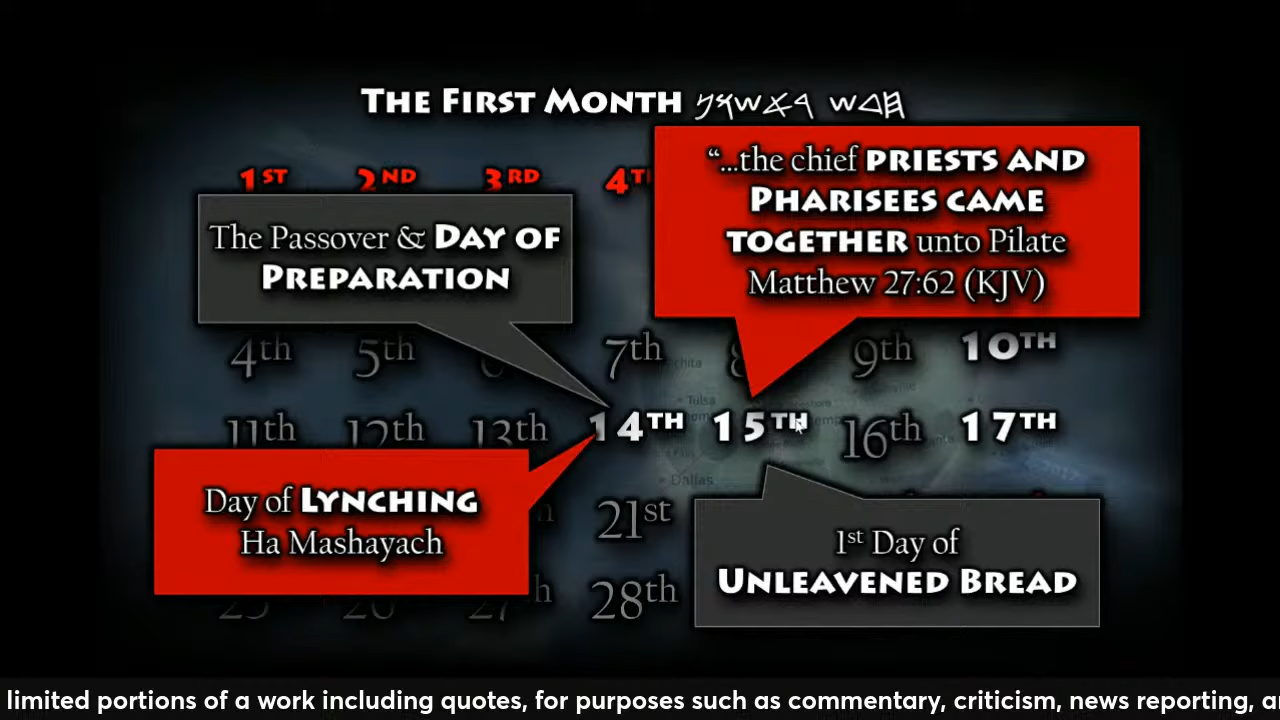 THE FIRST MONTH
1ST 2ND 3RD
"...the chief PRIESTS AND
PHARISEES CAME
TOGETHER unto Pilate
Matthew 27:62 (KJV)
The Passover & DAY OF
PREPARATION
4th 5th 7th 9th 10TH
Tulsa
11th 12th 13th 14TH 15TH 16th 17TH
Dallas
Day of LYNCHING
Ha Mashayach
21st
1st Day of
UNLEAVENED BREAD
28th
limited portions of a work including quotes, for purposes such as commentary, criticism, news reporting,